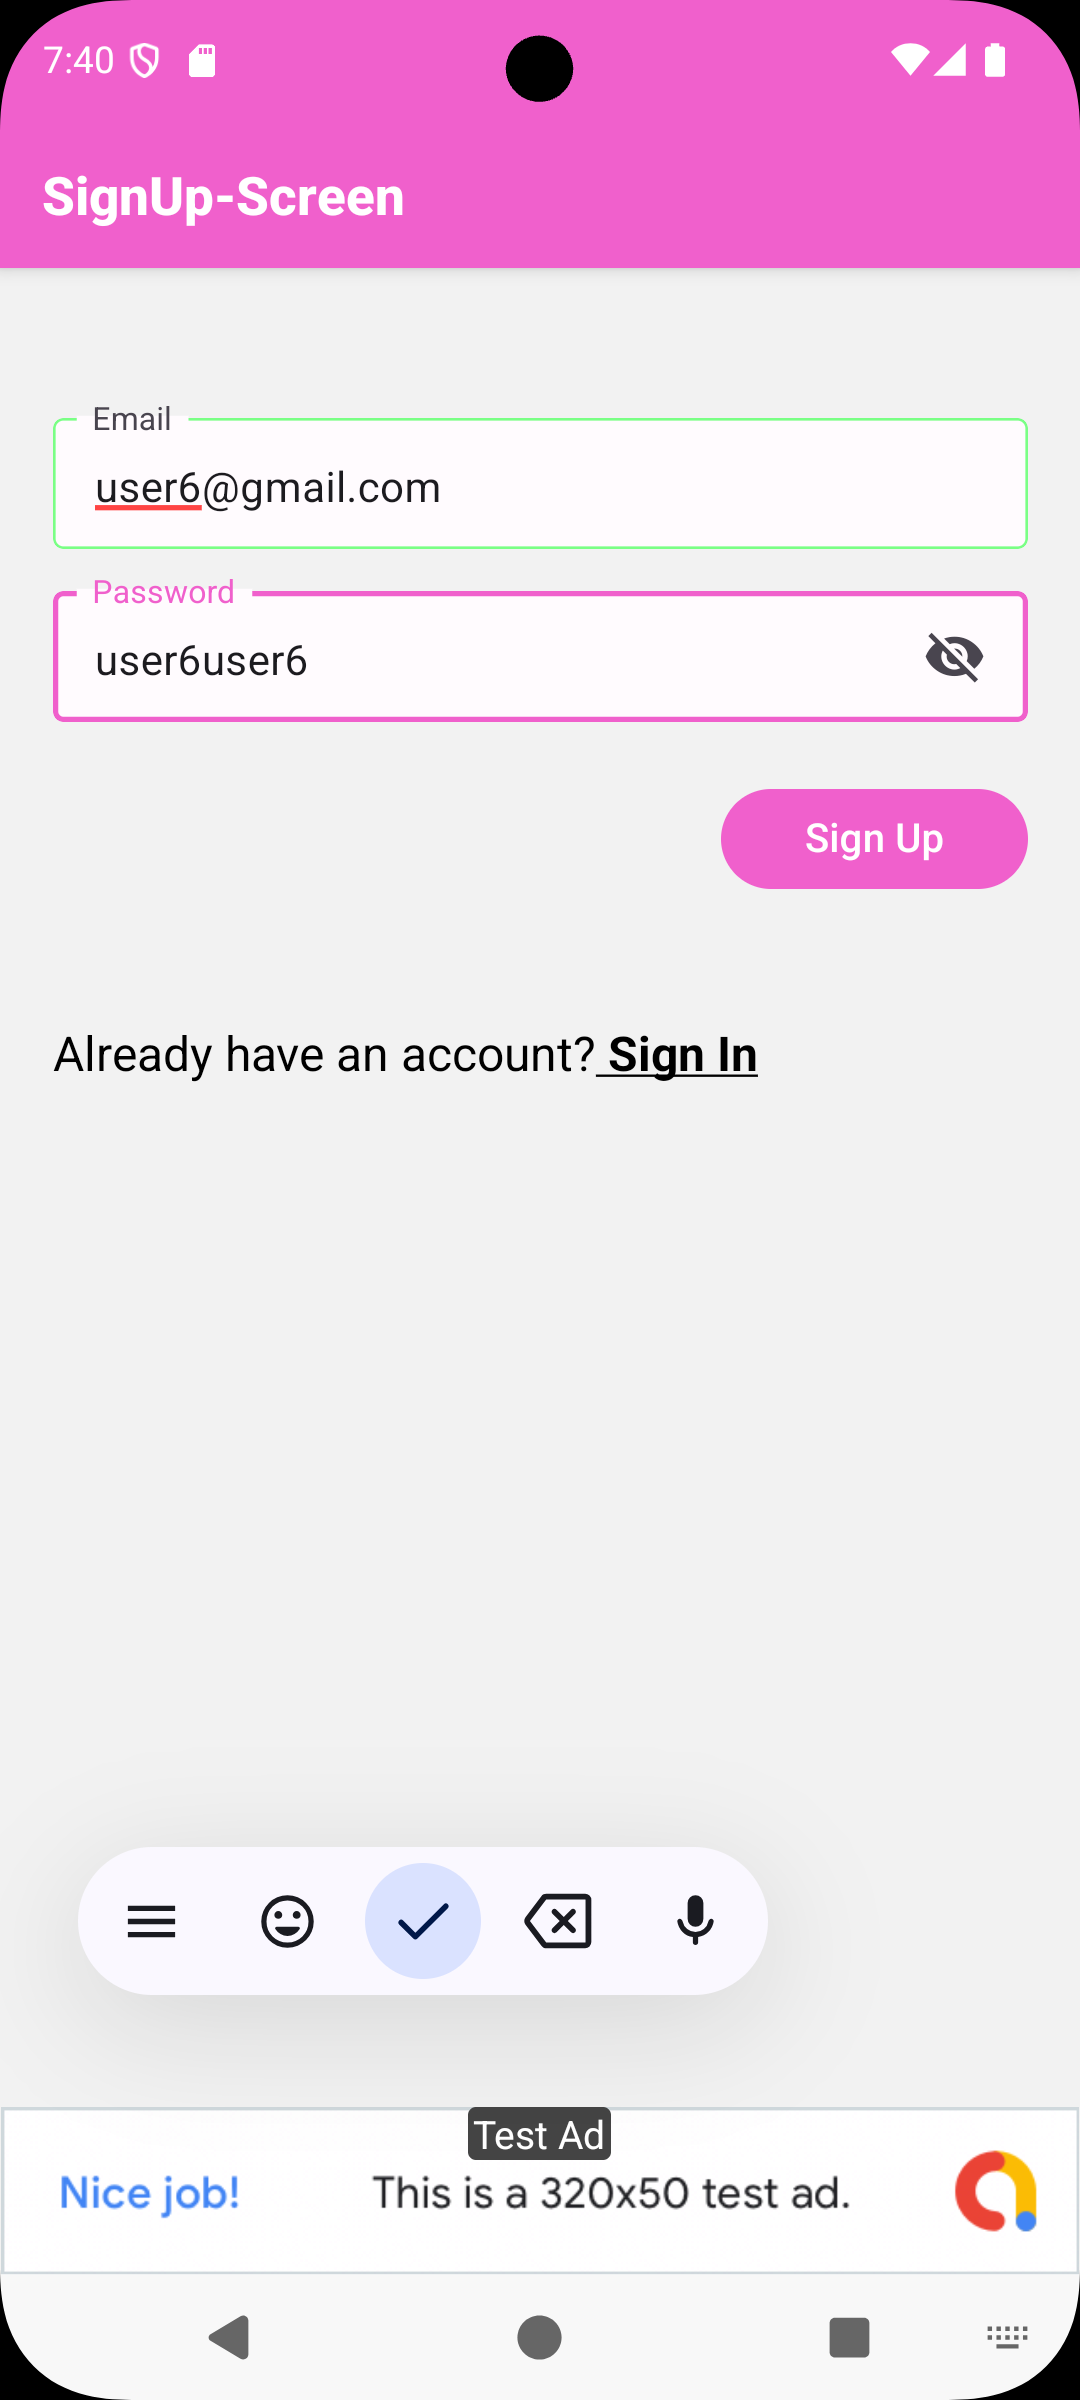 7:40
SignUp-Screen
Email
user6@gmail.com
Password
user6user6
Sign Up
Already have an account? Sign In
Test Ad
Nice job! This is a 320x50 test ad.